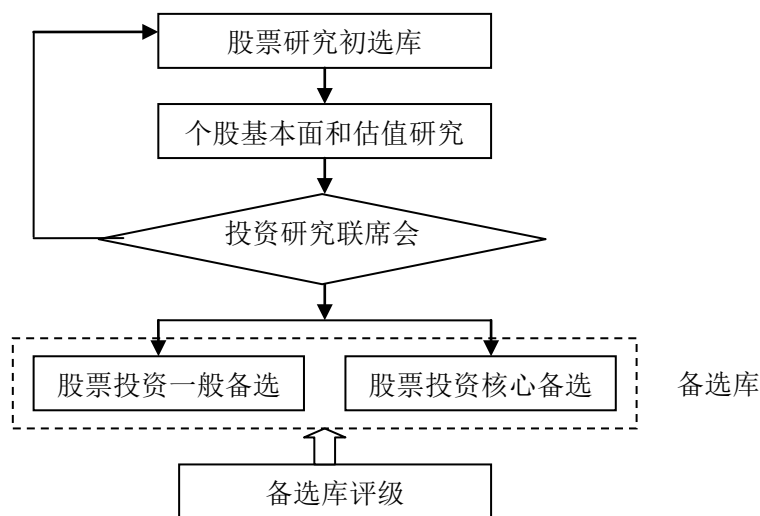 股票研究初选库
个股基本面和估值研究
投资研究联席会
股票投资一般备选
股票投资核心备选
备选库
备选库评级